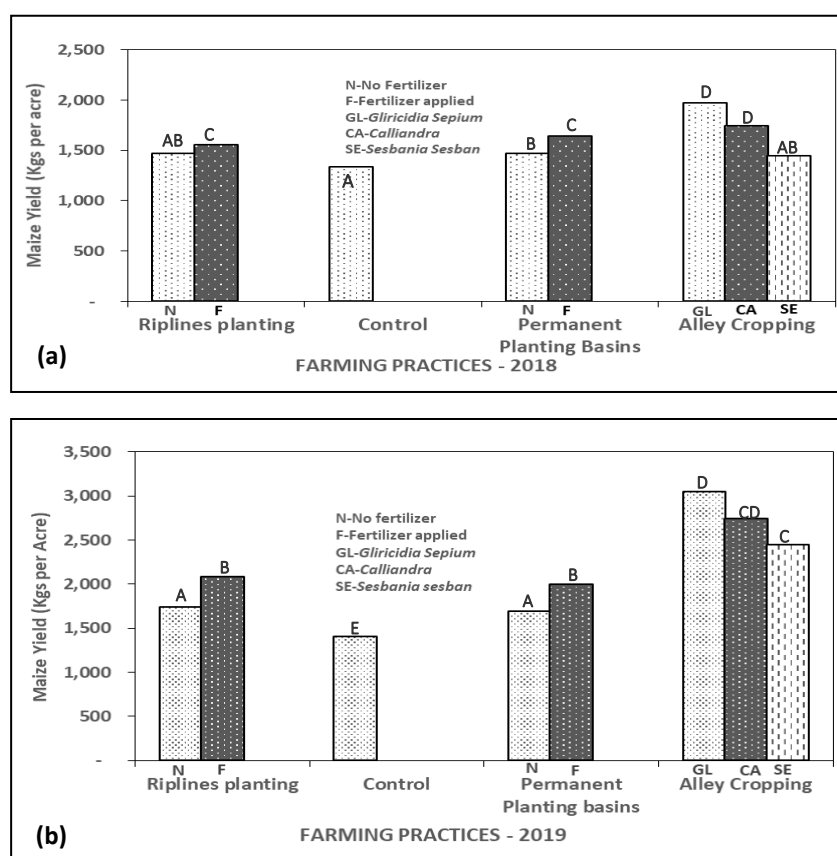 2,500
2,000
1,500
1,000
500
-
Maize Yield (Kgs per acre)
N-No Fertilizer
F-Fertilizer applied
GL-Gliricidia Sepium
CA-Calliandra
SE-Sesbania Sesban
AB
C
A
B
C
D
D
AB
N F N F GL CA SE
Riplines planting Control Permanent Alley Cropping
Planting Basins
(a)
FARMING PRACTICES - 2018
3,500
3,000
2,500
2,000
1,500
1,000
500
-
Maize Yield (Kgs per Acre)
N-No fertilizer
F-Fertilizer applied
GL-Gliricidia Sepium
CA-Calliandra
SE-Sesbania sesban
A
B
E
A
B
D
CD
C
N F N F GL CA SE
Riplines planting Control Permanent Alley Cropping
Planting basins
(b)
FARMING PRACTICES - 2019